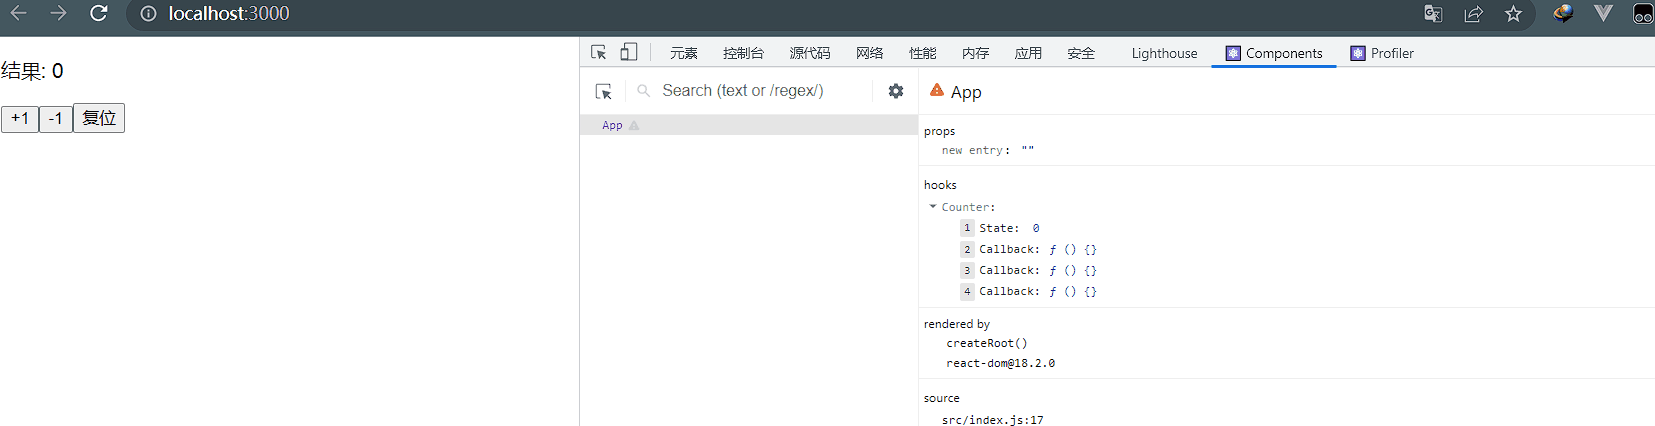 localhost:3000
元素 控制台 源代码 网络 性能 内存 应用 安全 Lighthouse Components Profiler
结果: 0
+1 -1 复位
Search (text or /regex/)
App
App
props
new entry: ""
hooks
Counter:
1 State: 0
2 Callback: ƒ () {}
3 Callback: ƒ () {}
4 Callback: ƒ () {}
rendered by
createRoot()
react-dom@18.2.0
source
src/index.js:17